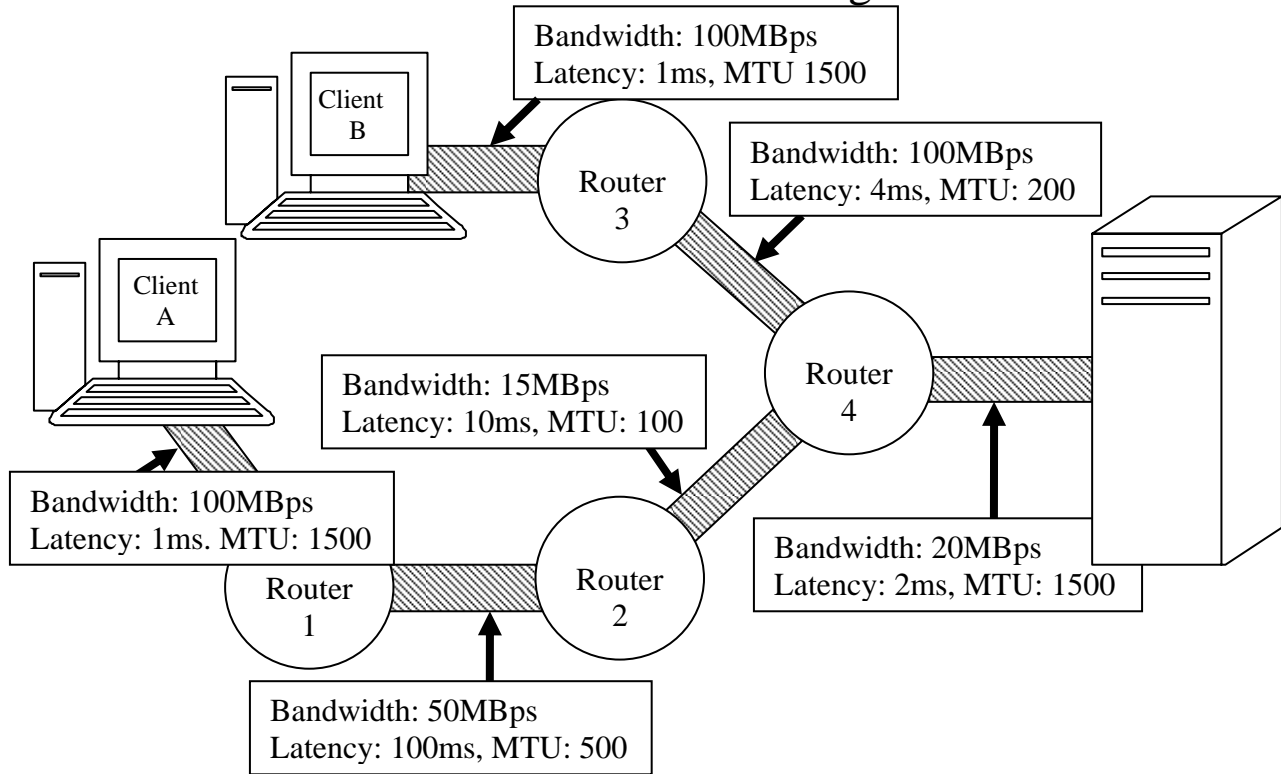 Bandwidth: 100MBps
Latency: 1ms, MTU 1500
Client
B
Bandwidth: 100MBps
Latency: 4ms, MTU: 200
Router
3
Client
A
Bandwidth: 15MBps
Latency: 10ms, MTU: 100
Router
4
Bandwidth: 100MBps
Latency: 1ms. MTU: 1500
Router
1
Router
2
Bandwidth: 20MBps
Latency: 2ms, MTU: 1500
Bandwidth: 50MBps
Latency: 100ms, MTU: 500